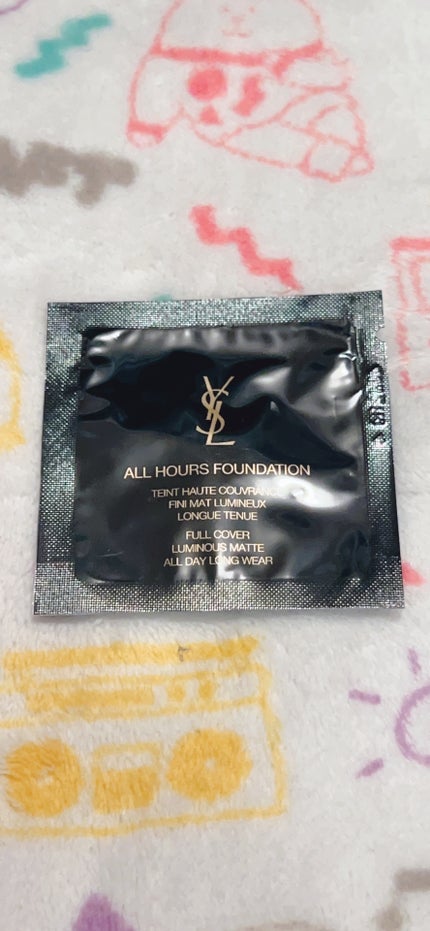 YSL
ALL HOURS FOUNDATION
TEINT HAUTE COUVRANCE
FINI MAT LUMINEUX
LONGUE TENUE
FULL COVER
LUMINOUS MATTE
ALL DAY LONG WEAR